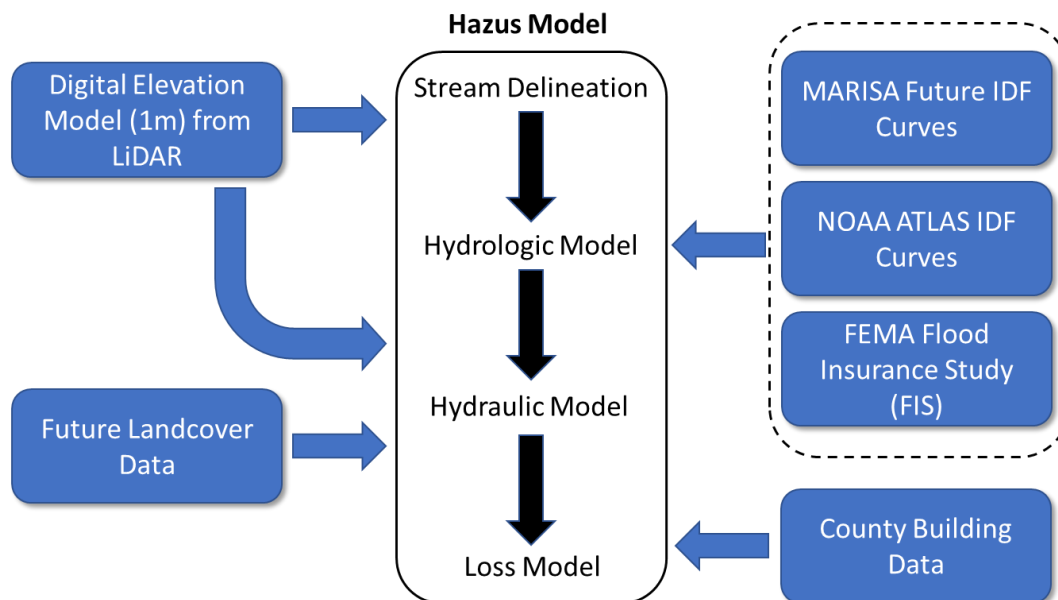 Hazus Model
Digital Elevation
Model (1m) from
LiDAR
Future Landcover
Data
Stream Delineation
Hydrologic Model
Hydraulic Model
Loss Model
MARISA Future IDF
Curves
NOAA ATLAS IDF
Curves
FEMA Flood
Insurance Study
(FIS)
County Building
Data